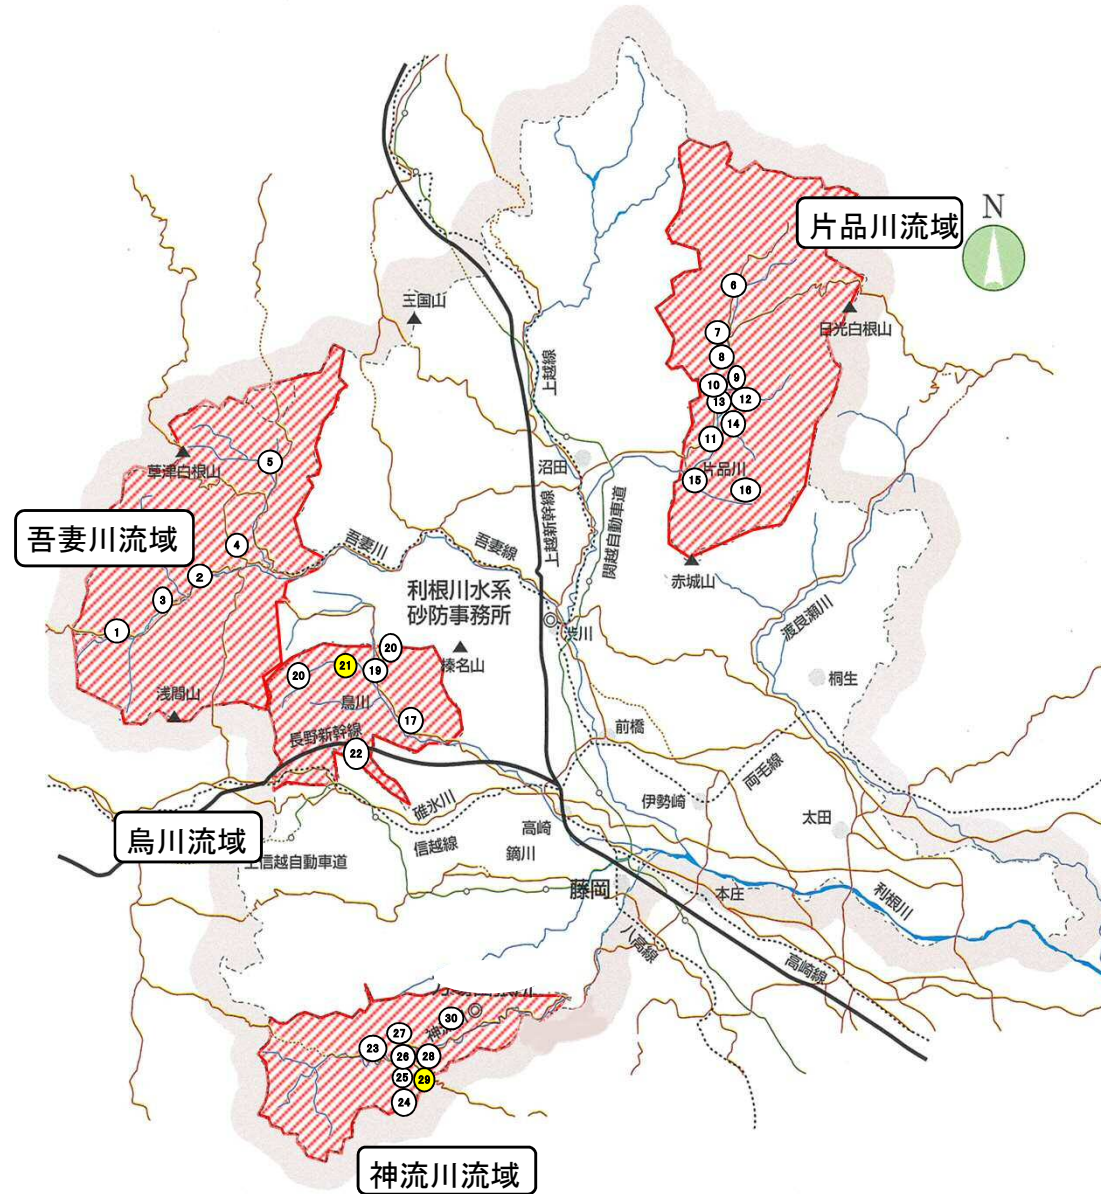 片品川流域
N
三国山
日光白根山
上越線
6
7
8
9
10
12
13
14
11
片品川
15
16
赤城山
沼田
草津白根山
5
吾妻川流域
4
2
3
1
浅間山
吾妻川
吾妻線
上越新幹線
関越自動車道
利根川水系
砂防事務所
渋川
榛名山
渡良瀬川
桐生
20
21
19
20
烏川
17
長野新幹線
22
前橋
両毛線
伊勢崎
太田
碓氷川
烏川流域
信越線
上信越自動車道
高崎
鏑川
藤岡
本庄
利根川
八高線
高崎線
30
27
23
26
28
25
29
24
神流川流域